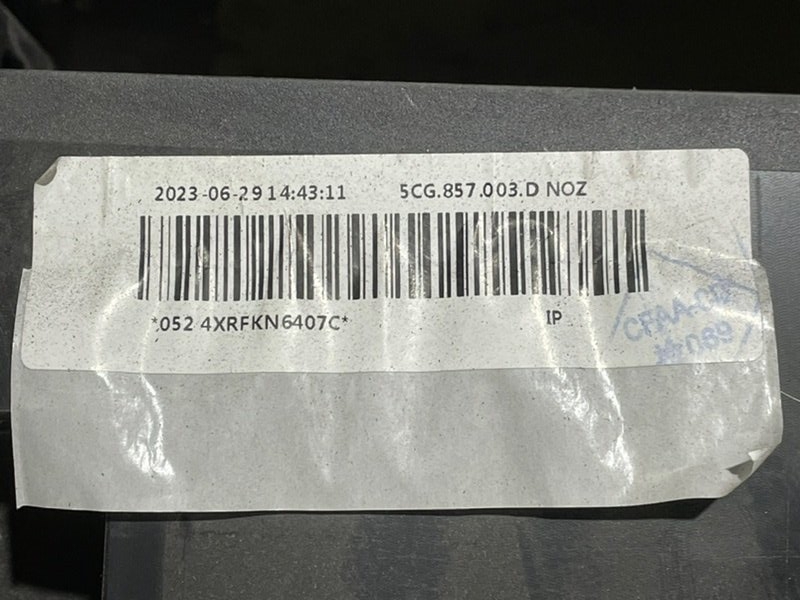 2023-06-29 14:43:11 5CG.857.003.D NOZ
*052 4XRFKN6407C* IP